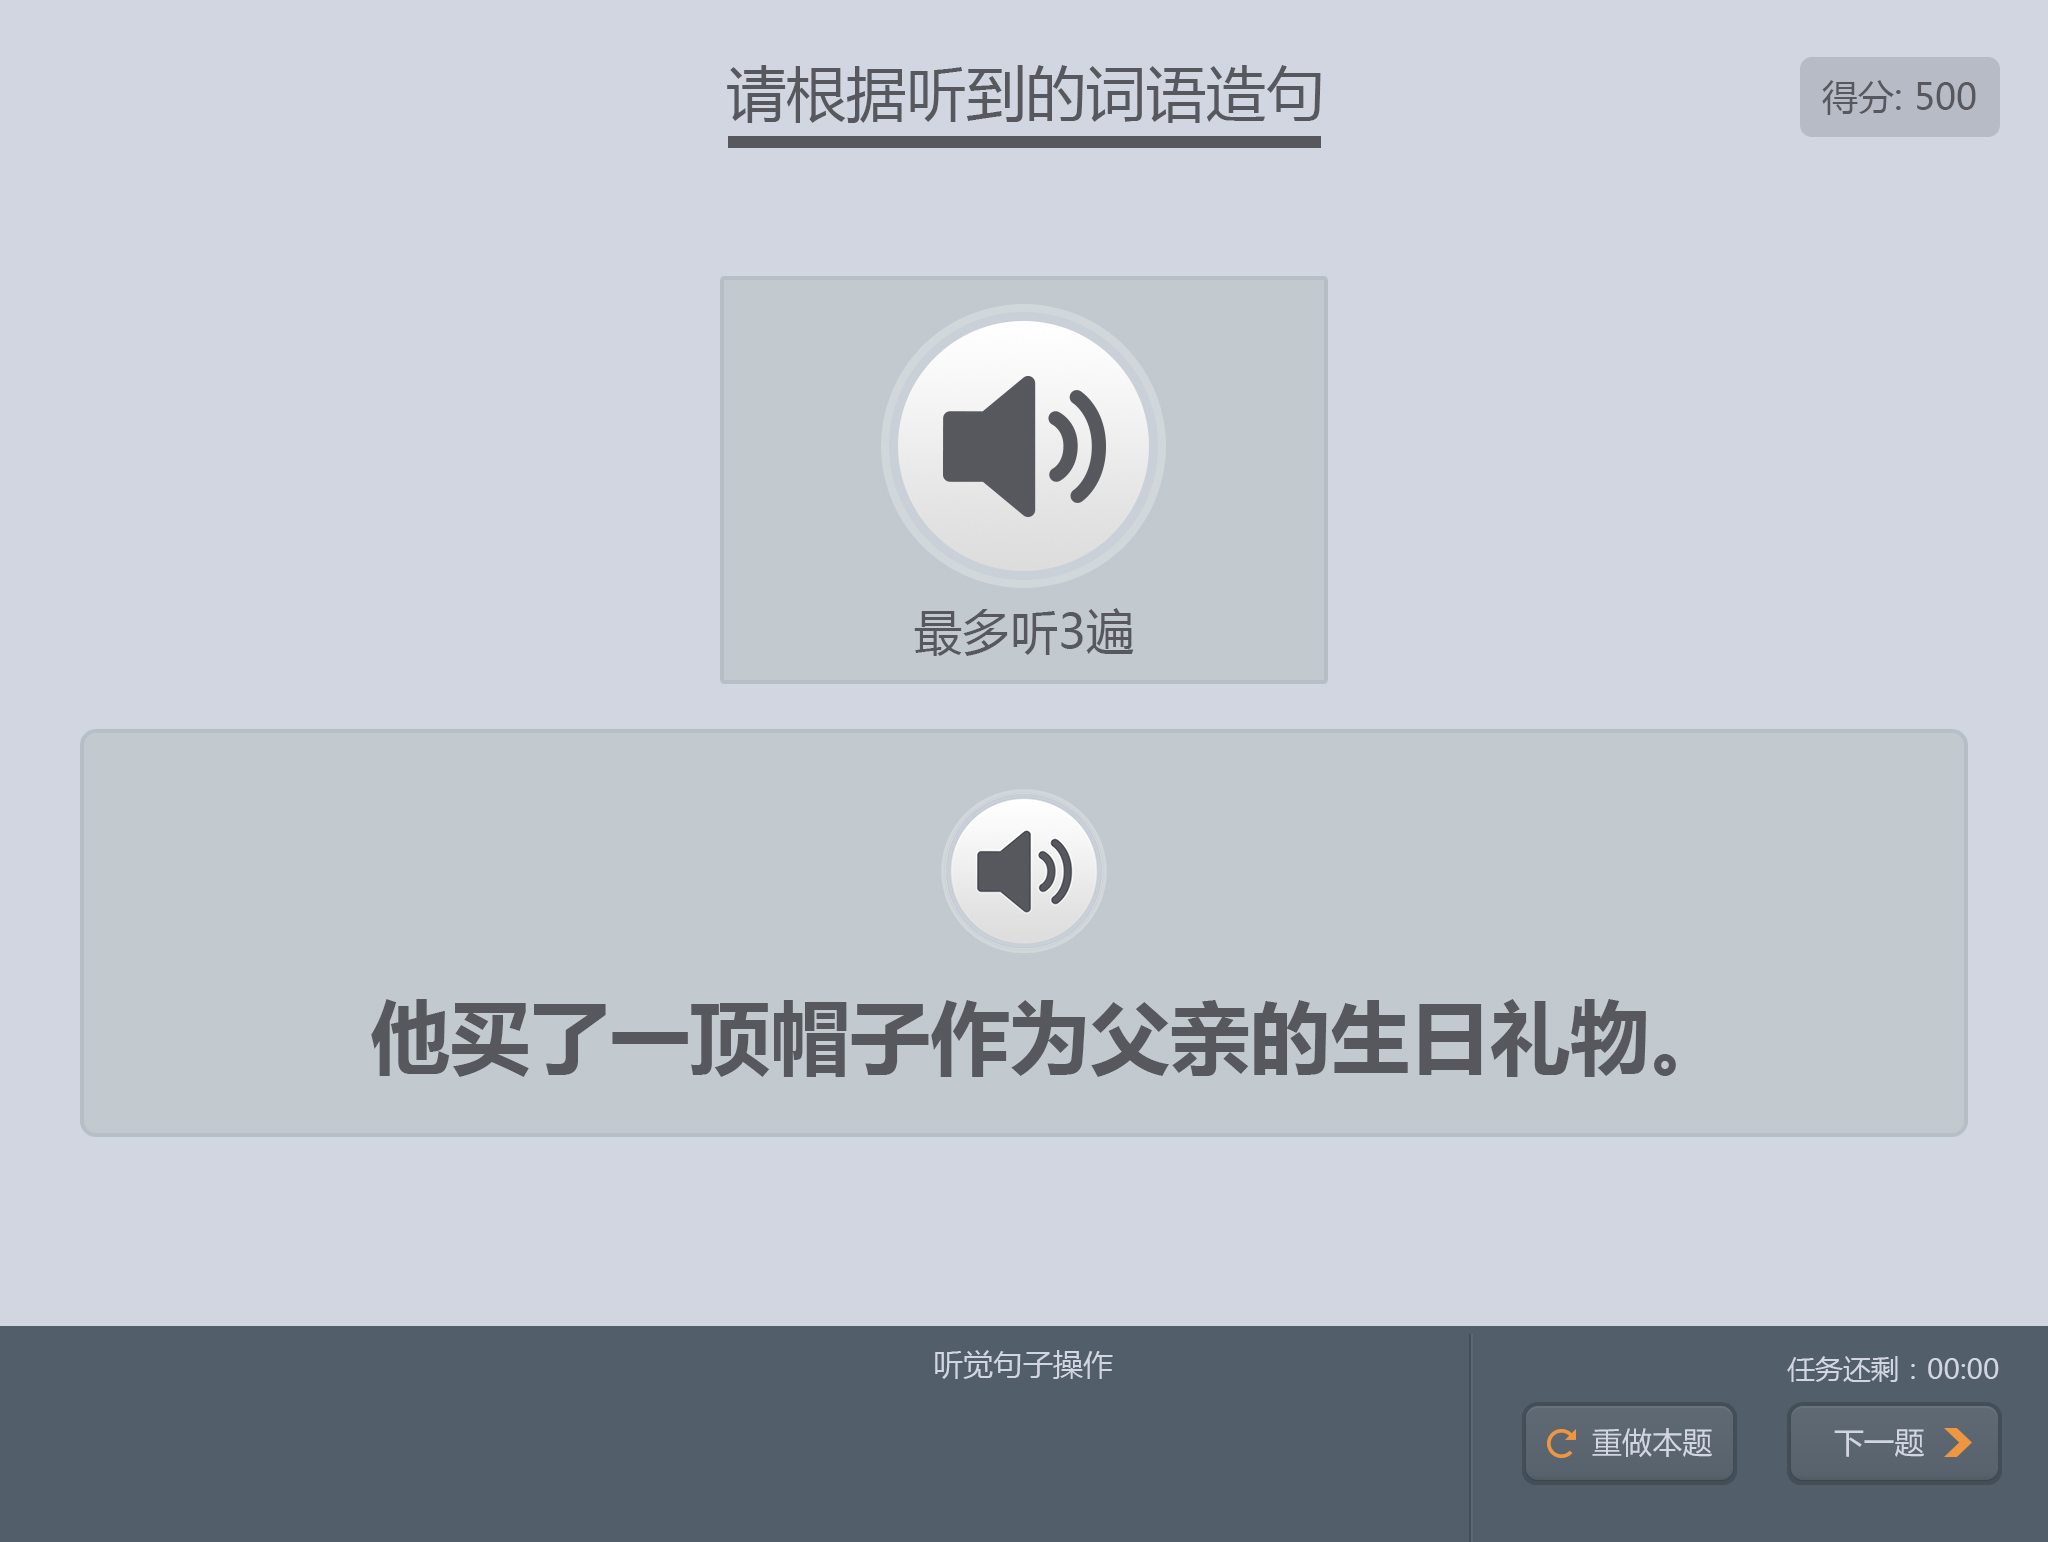 请根据听到的词语造句
得分: 500
最多听3遍
他买了一顶帽子作为父亲的生日礼物。
听觉句子操作
任务还剩：00:00
重做本题
下一题